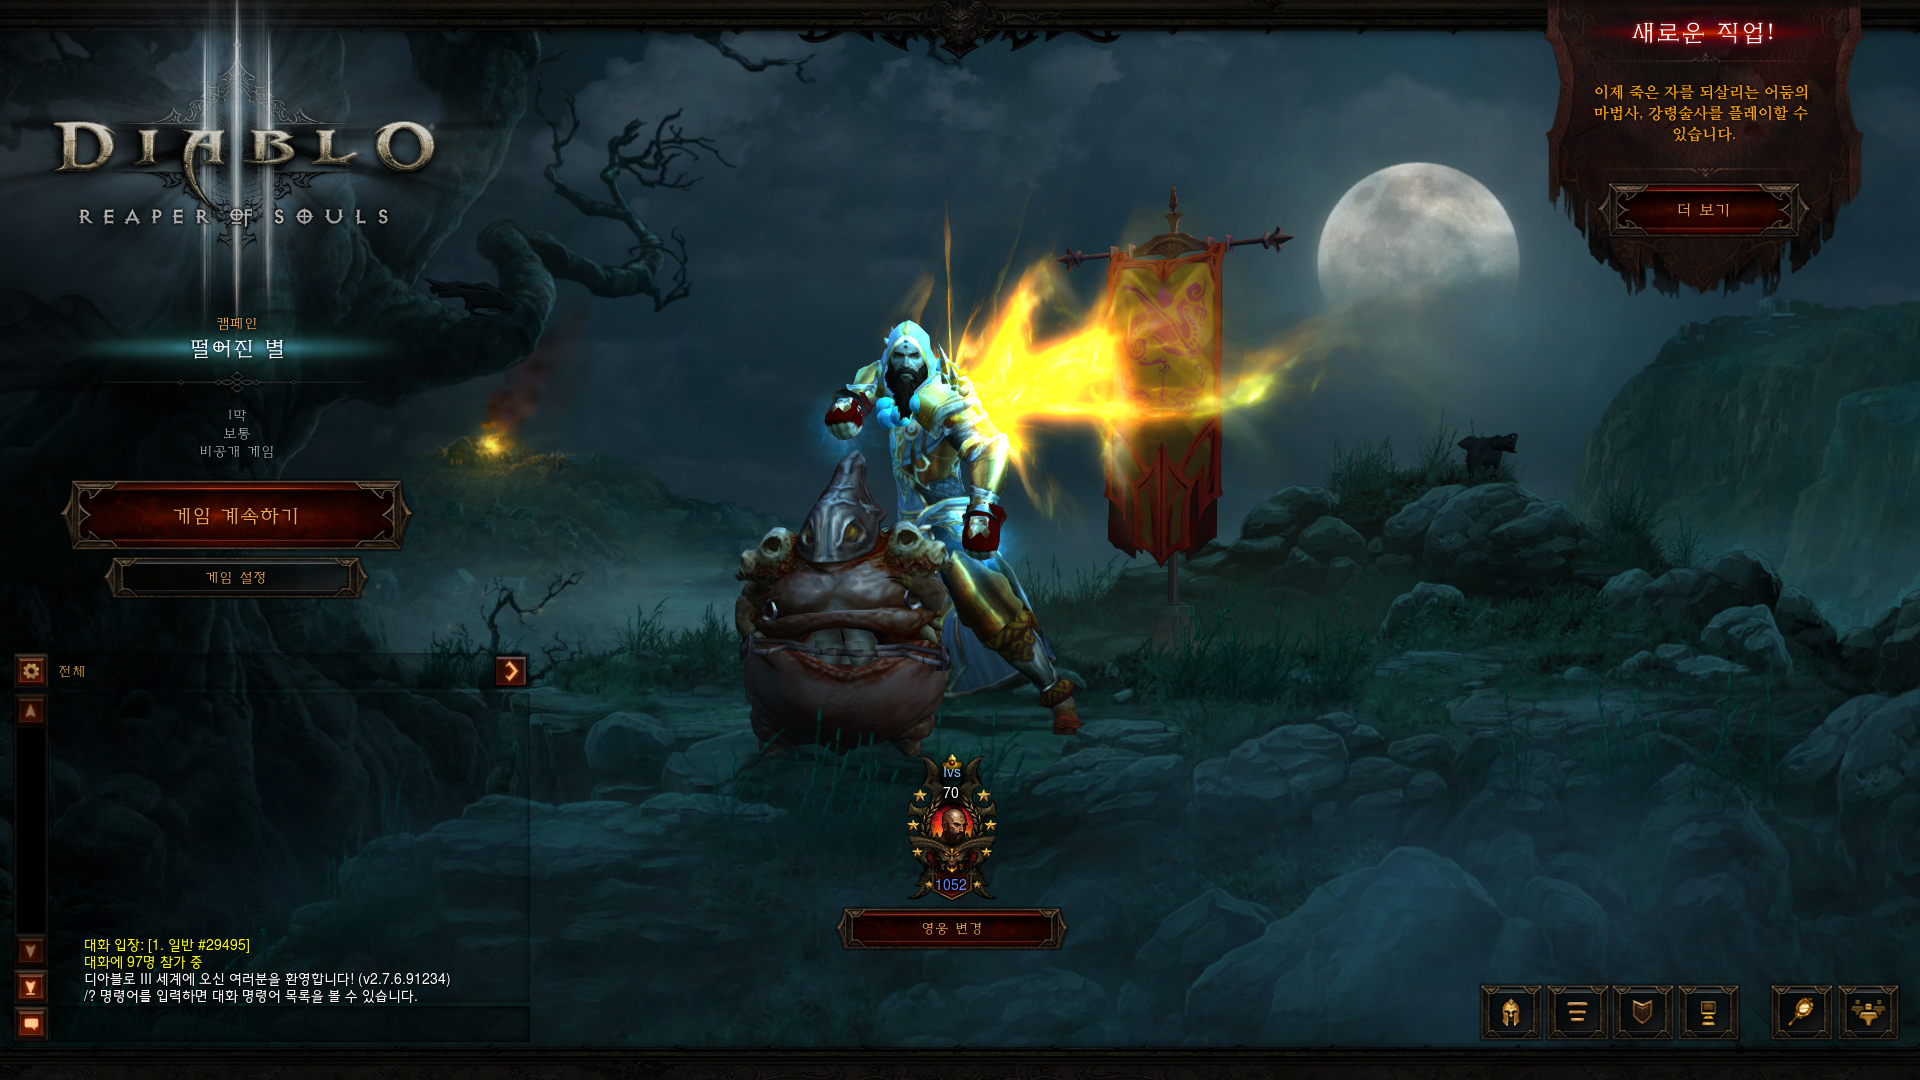 DIABLO
REAPER OF SOULS
캠페인
떨어진 별
1막
보통
비공개 게임
게임 계속하기
게임 설정
전체
대화 입장: [1. 일반 #29495]
대화에 97명 참가 중
디아블로 III 세계에 오신 여러분을 환영합니다! (v2.7.6.91234)
/? 명령어를 입력하면 대화 명령어 목록을 볼 수 있습니다.
lvs
70
1052
영웅 변경
새로운 직업!
이제 죽은 자를 되살리는 어둠의
마법사, 강령술사를 플레이할 수
있습니다.
더 보기